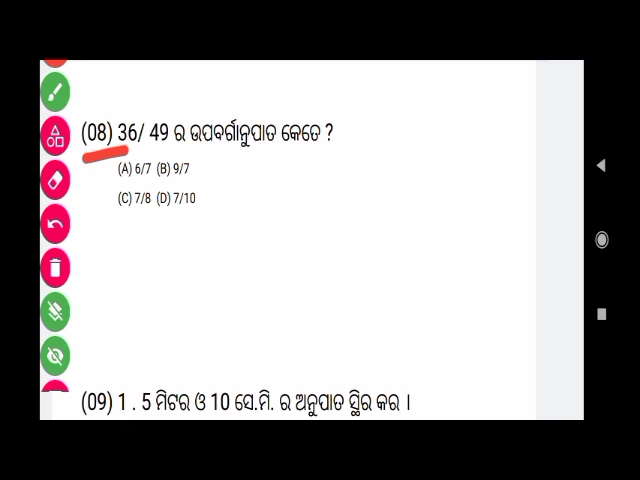 (08) 36/ 49 ର ଉପବର୍ଗାନୁପାତ କେତେ ?
(A) 6/7 (B) 9/7
(C) 7/8 (D) 7/10
(09) 1 . 5 ମିଟର ଓ 10 ସେ.ମି. ର ଅନୁପାତ ସ୍ଥିର କର ।